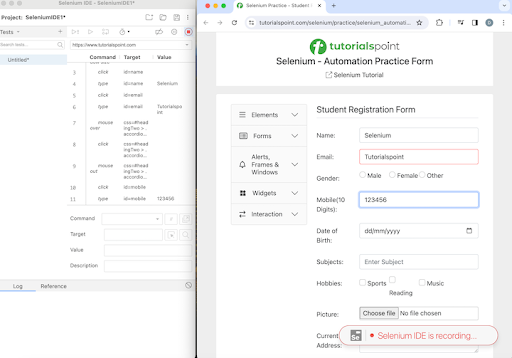 Selenium IDE - SeleniumIDE1*
Project: SeleniumIDE1*
Tests
Search tests...
Untitled*
https://www.tutorialspoint.com
Command Target Value
3 click id=name
4 type id=name Selenium
5 click id=email
6 type id=email Tutorialspoint
7 mouse over css=#headingTwo > .accordio...
8 click css=#headingTwo > .accordio...
9 mouse out css=#headingTwo > .accordio...
10 click id=mobile
11 type id=mobile 123456
Command
Target
Value
Description
Log Reference
Selenium Practice - Student
tutorialspoint.com/selenium/practice/selenium_automati...
tutorialspoint
Selenium - Automation Practice Form
Selenium Tutorial
Elements
Forms
Alerts, Frames & Windows
Widgets
Interaction
Student Registration Form
Name: Selenium
Email: Tutorialspoint
Gender: Male Female Other
Mobile(10 Digits): 123456
Date of Birth: dd/mm/yyyy
Subjects: Enter Subject
Hobbies: Sports Reading Music
Picture: Choose file No file chosen
Current Address:
Se Selenium IDE is recording...